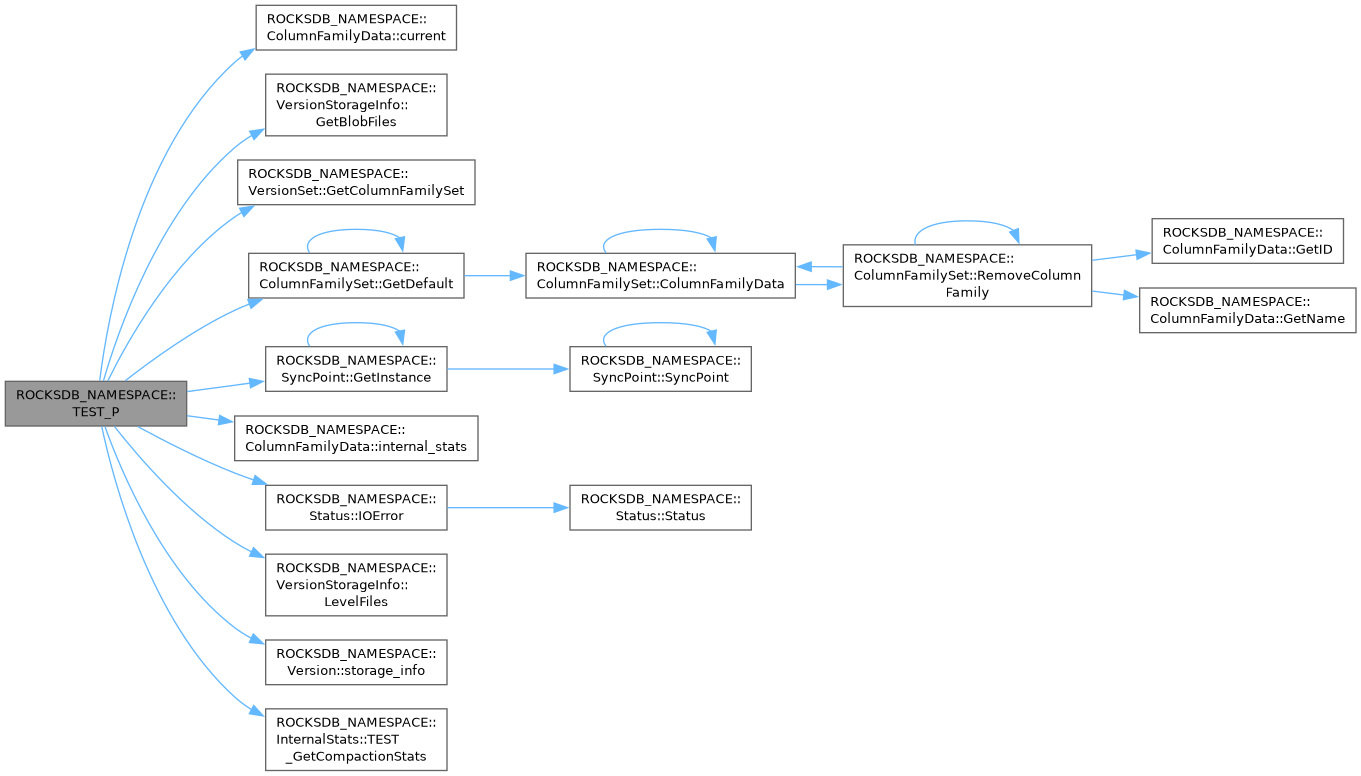 ROCKSDB_NAMESPACE::
TEST_P
ROCKSDB_NAMESPACE::
ColumnFamilyData::current
ROCKSDB_NAMESPACE::
VersionStorageInfo::
GetBlobFiles
ROCKSDB_NAMESPACE::
VersionSet::GetColumnFamilySet
ROCKSDB_NAMESPACE::
ColumnFamilySet::GetDefault
ROCKSDB_NAMESPACE::
ColumnFamilySet::ColumnFamilyData
ROCKSDB_NAMESPACE::
ColumnFamilySet::RemoveColumn
Family
ROCKSDB_NAMESPACE::
ColumnFamilyData::GetID
ROCKSDB_NAMESPACE::
ColumnFamilyData::GetName
ROCKSDB_NAMESPACE::
SyncPoint::GetInstance
ROCKSDB_NAMESPACE::
SyncPoint::SyncPoint
ROCKSDB_NAMESPACE::
ColumnFamilyData::internal_stats
ROCKSDB_NAMESPACE::
Status::IOError
ROCKSDB_NAMESPACE::
Status::Status
ROCKSDB_NAMESPACE::
VersionStorageInfo::
LevelFiles
ROCKSDB_NAMESPACE::
Version::storage_info
ROCKSDB_NAMESPACE::
InternalStats::TEST
_GetCompactionStats